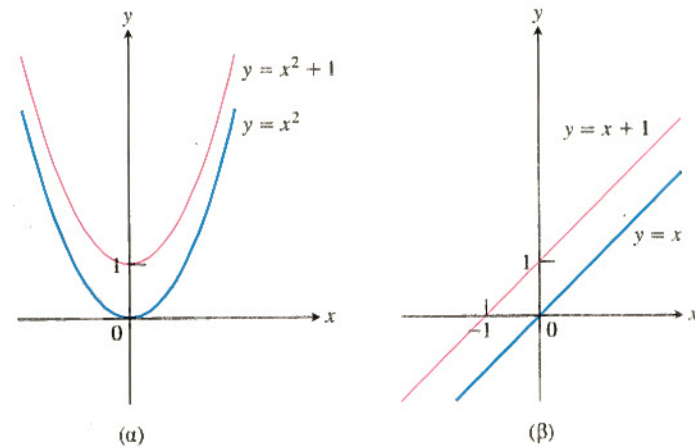 y
y = x² + 1
y = x²
1
0
x
(α)
y
y = x + 1
y = x
1
−1
0
x
(β)